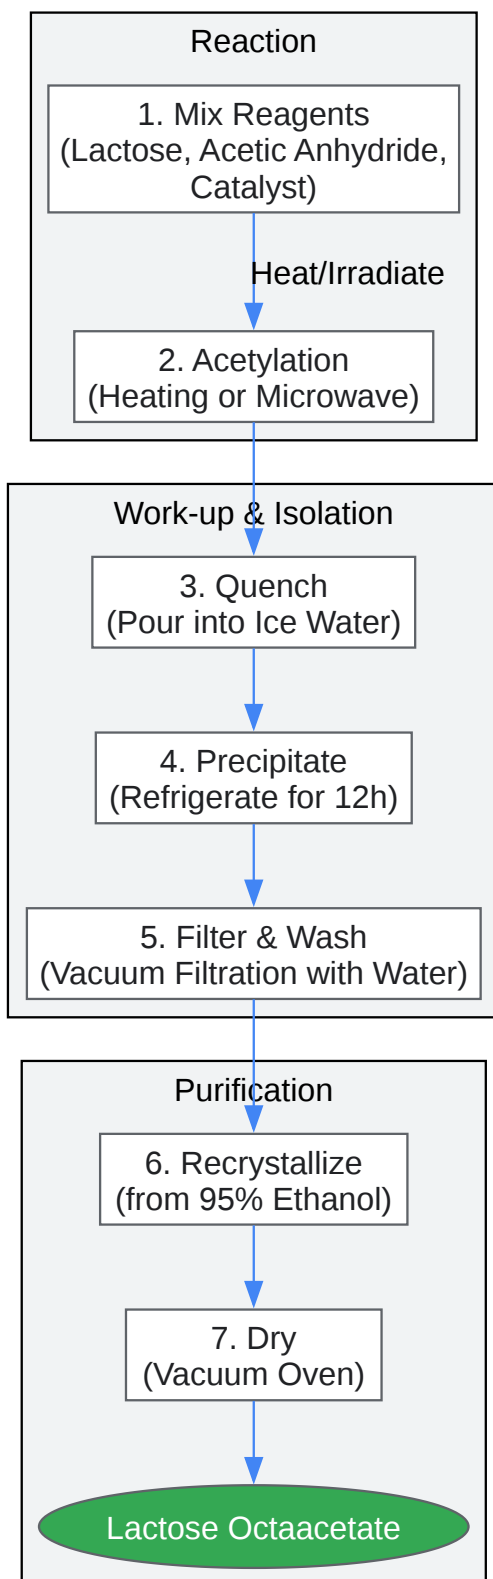 Reaction
1. Mix Reagents
(Lactose, Acetic Anhydride,
Catalyst)
Heat/Irradiate
2. Acetylation
(Heating or Microwave)
Work-up & Isolation
3. Quench
(Pour into Ice Water)
4. Precipitate
(Refrigerate for 12h)
5. Filter & Wash
(Vacuum Filtration with Water)
Purification
6. Recrystallize
(from 95% Ethanol)
7. Dry
(Vacuum Oven)
Lactose Octaacetate